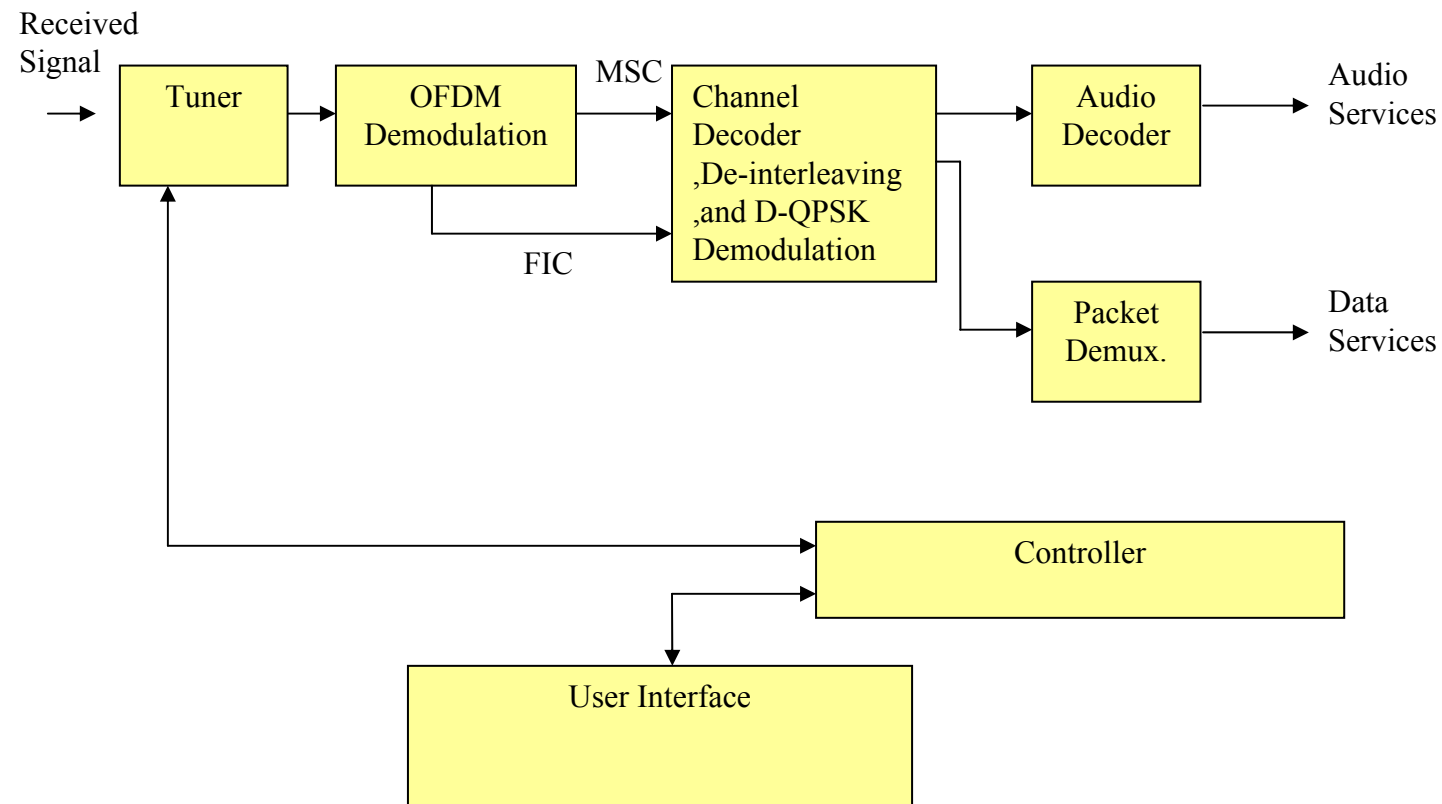 Received
Signal
Tuner
OFDM
Demodulation
MSC
FIC
Channel
Decoder
,De-interleaving
,and D-QPSK
Demodulation
Audio
Decoder
Audio
Services
Packet
Demux.
Data
Services
Controller
User Interface